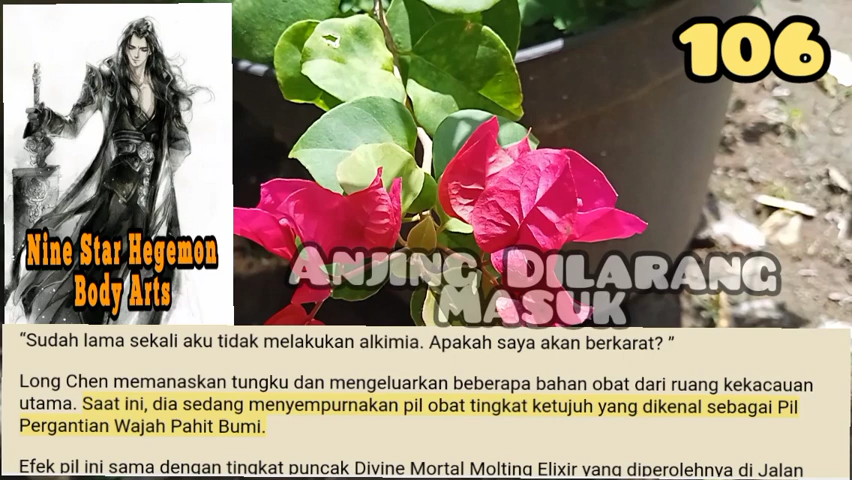 106
Nine Star Hegemon
Body Arts
Anjing Dilarang
Masuk
“Sudah lama sekali aku tidak melakukan alkimia. Apakah saya akan berkarat? ”
Long Chen memanaskan tungku dan mengeluarkan beberapa bahan obat dari ruang kekacauan
utama. Saat ini, dia sedang menyempurnakan pil obat tingkat ketujuh yang dikenal sebagai Pil
Pergantian Wajah Pahit Bumi.
Efek pil ini sama dengan tingkat puncak Divine Mortal Molting Elixir yang diperolehnya di Jalan